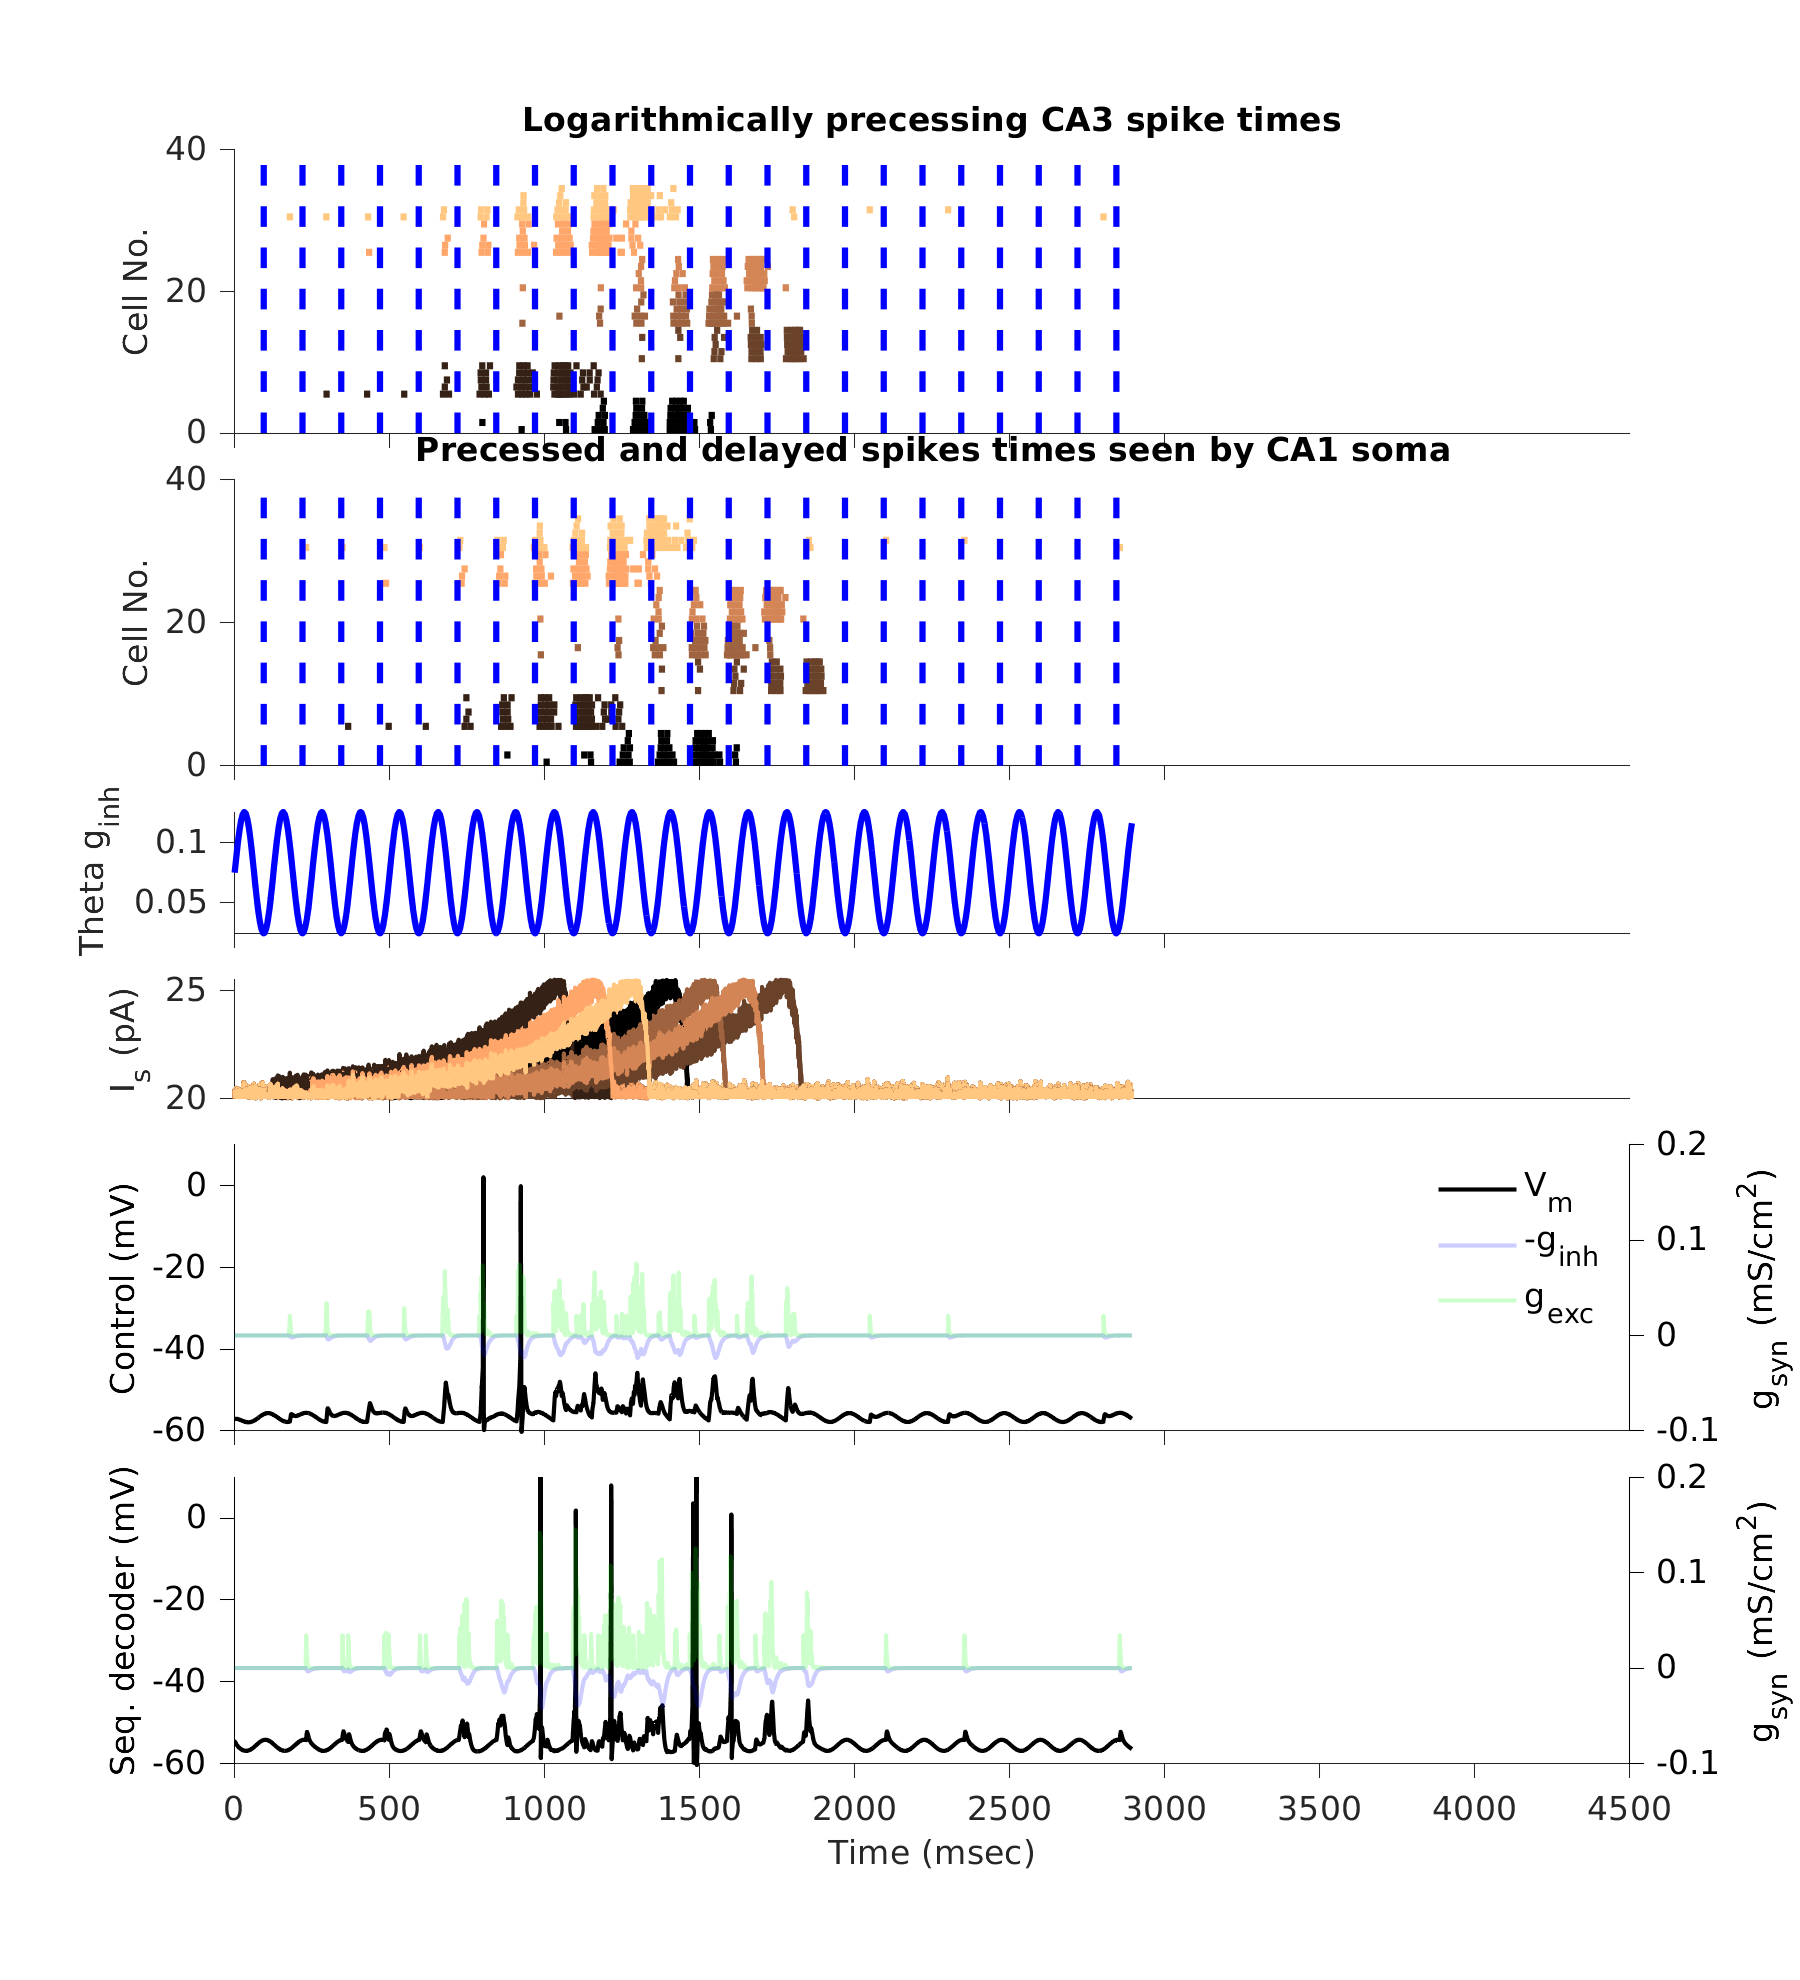 Logarithmically precessing CA3 spike times
40
20
0
Cell No.
Precessed and delayed spikes times seen by CA1 soma
40
20
0
Cell No.
0.1
0.05
Theta g_inh
25
20
I_s (pA)
0
-20
-40
-60
Control (mV)
V_m
-g_inh
g_exc
0.2
0.1
0
-0.1
g_syn (mS/cm^2)
0
-20
-40
-60
Seq. decoder (mV)
0.2
0.1
0
-0.1
g_syn (mS/cm^2)
0 500 1000 1500 2000 2500 3000 3500 4000 4500
Time (msec)